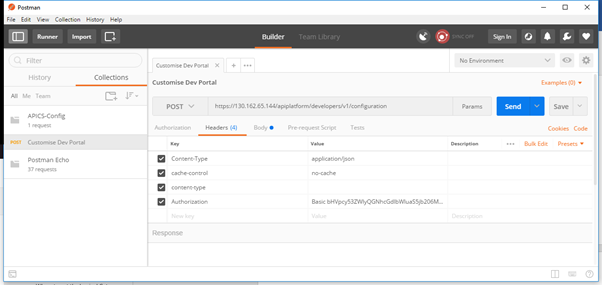 Postman
File Edit View Collection History Help
Runner Import Builder Team Library SYNC OFF Sign In
Filter
History Collections
All Me Team
APICS-Config
1 request
POST Customise Dev Portal
Postman Echo
37 requests
Customise Dev Portal No Environment
Customise Dev Portal Examples (0)
POST https://130.162.65.144/apiplatform/developers/v1/configuration Params Send Save
Authorization Headers (4) Body Pre-request Script Tests Cookies Code
Key Value Description Bulk Edit Presets
Content-Type application/json
cache-control no-cache
content-type
Authorization Basic
New key Value Description
Response